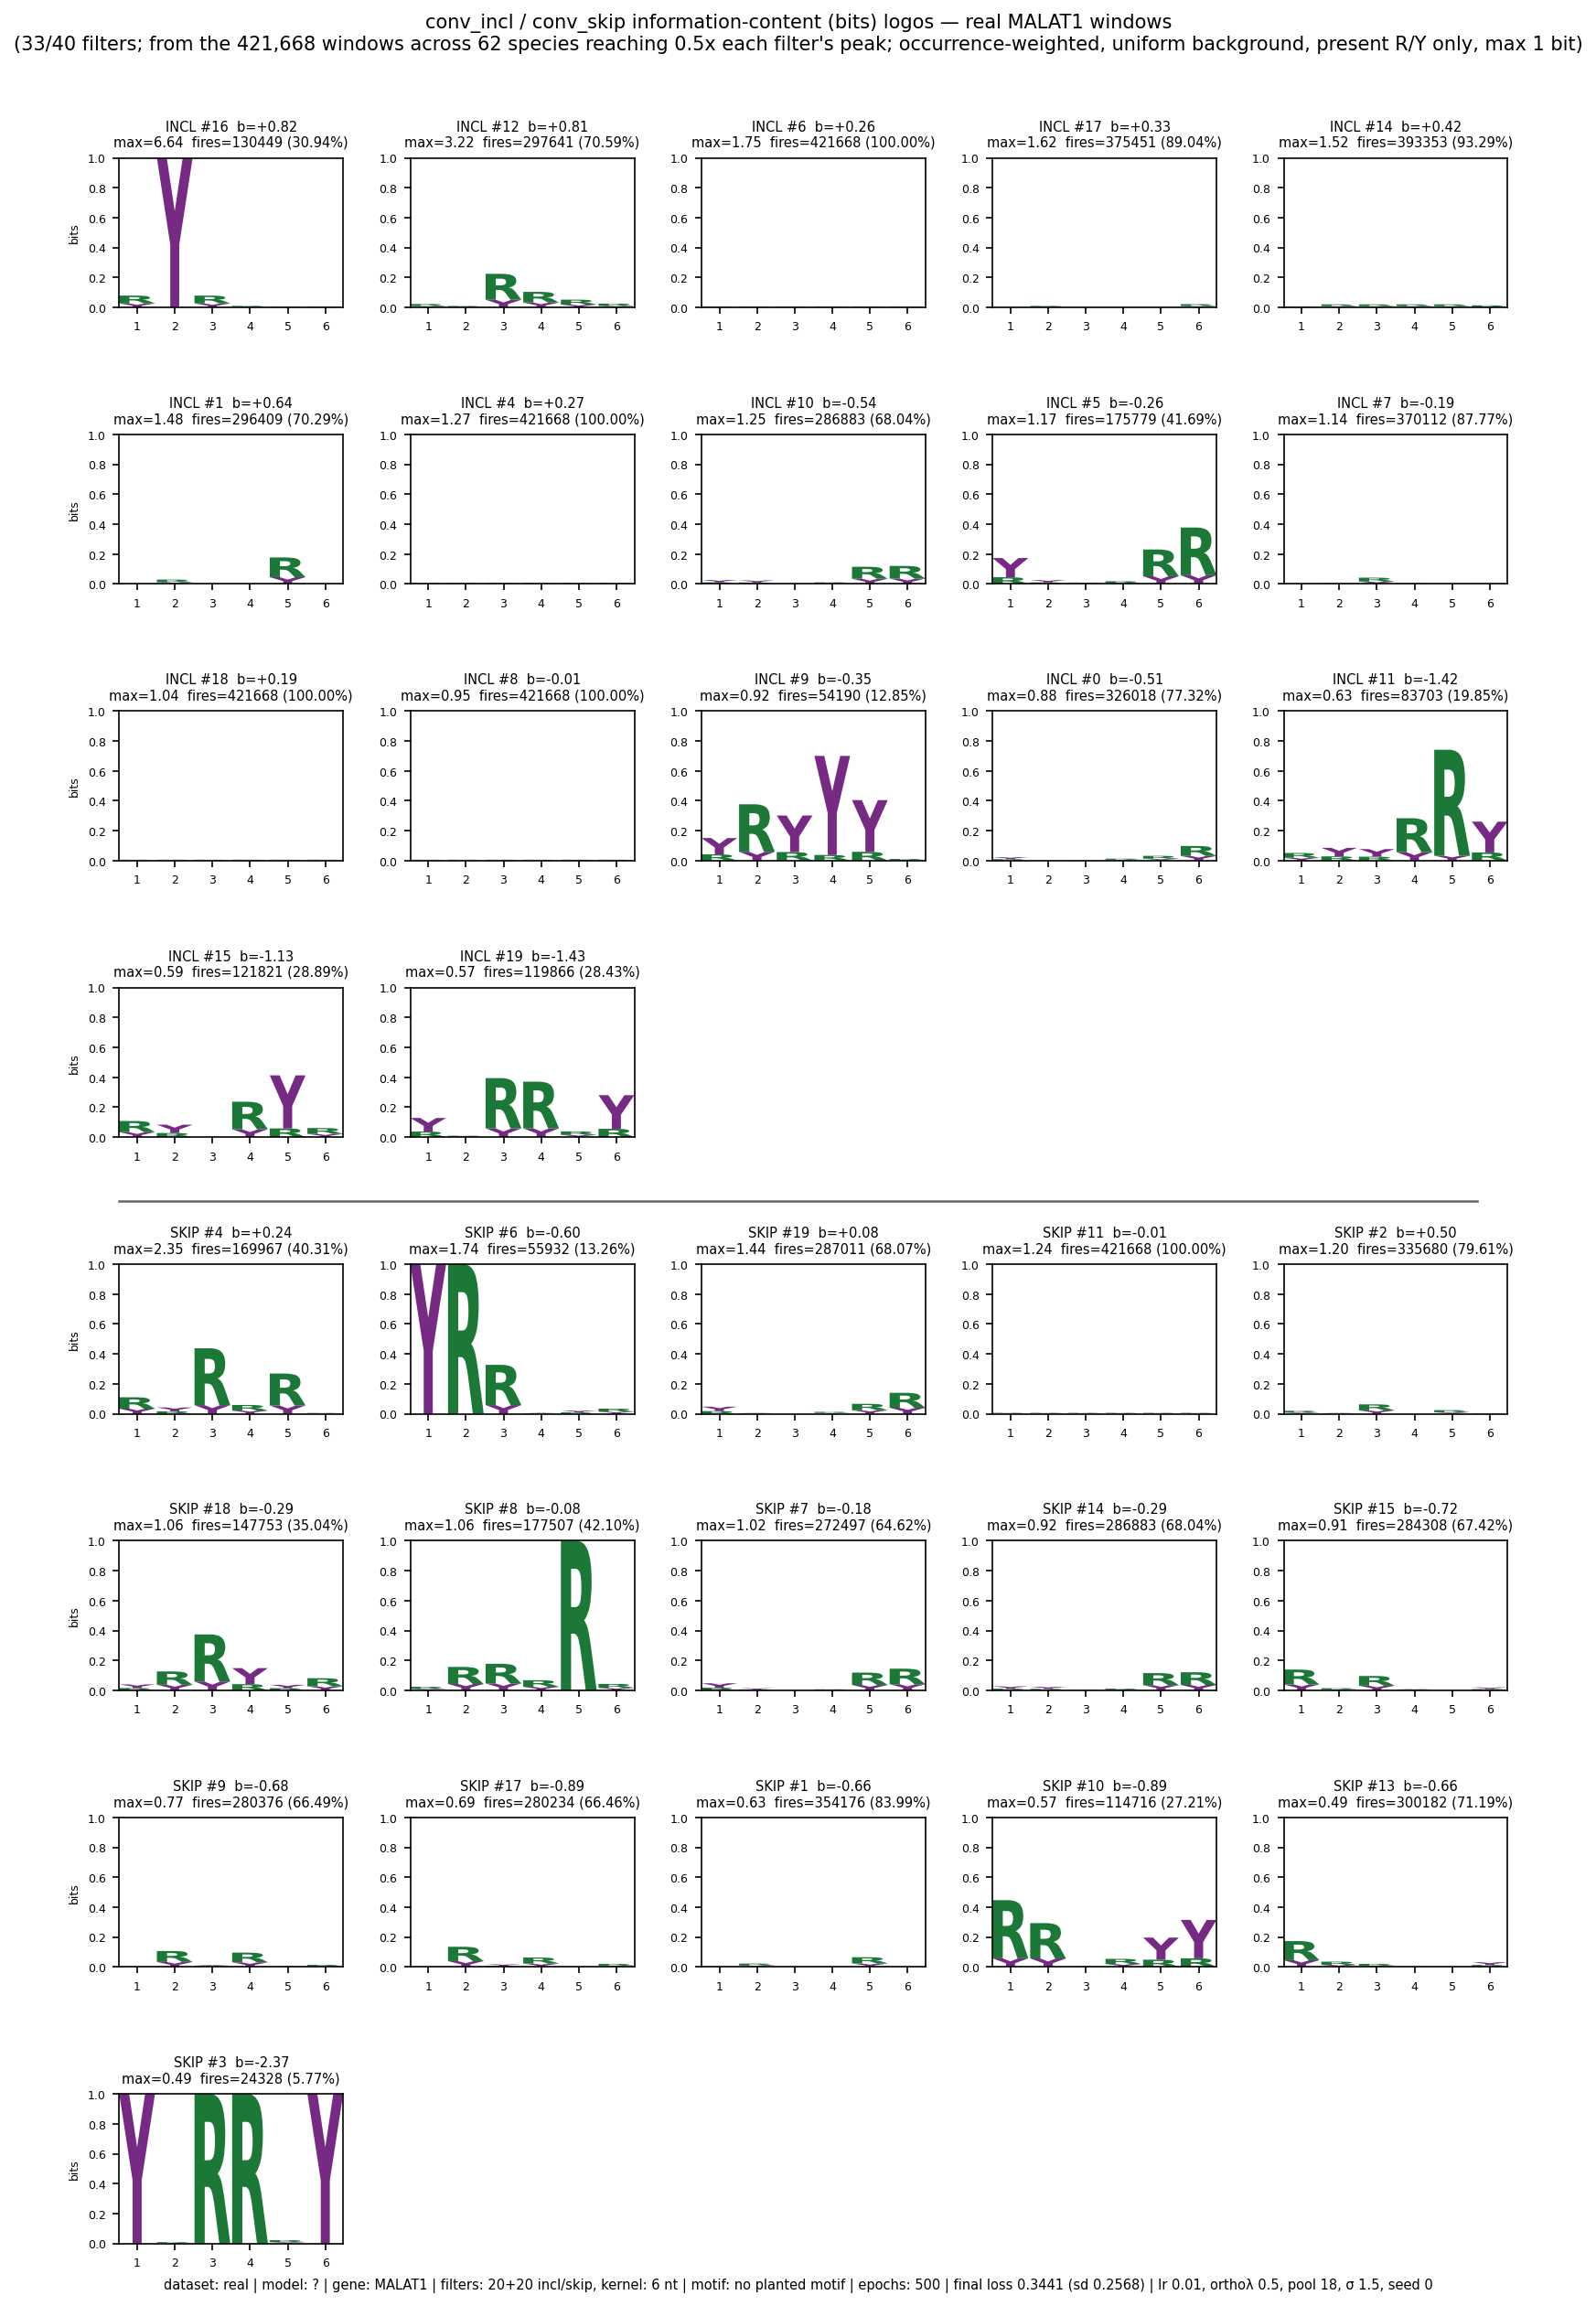 conv_incl / conv_skip information-content (bits) logos — real MALAT1 windows
(33/40 filters; from the 421,668 windows across 62 species reaching 0.5x each filter's peak; occurrence-weighted, uniform background, present R/Y only, max 1 bit)
INCL #16 b=+0.82
max=6.64 fires=130449 (30.94%)
INCL #12 b=+0.81
max=3.22 fires=297641 (70.59%)
INCL #6 b=+0.26
max=1.75 fires=421668 (100.00%)
INCL #17 b=+0.33
max=1.62 fires=375451 (89.04%)
INCL #14 b=+0.42
max=1.52 fires=393353 (93.29%)
INCL #1 b=+0.64
max=1.48 fires=296409 (70.29%)
INCL #4 b=+0.27
max=1.27 fires=421668 (100.00%)
INCL #10 b=-0.54
max=1.25 fires=286883 (68.04%)
INCL #5 b=-0.26
max=1.17 fires=175779 (41.69%)
INCL #7 b=-0.19
max=1.14 fires=370112 (87.77%)
INCL #18 b=+0.19
max=1.04 fires=421668 (100.00%)
INCL #8 b=-0.01
max=0.95 fires=421668 (100.00%)
INCL #9 b=-0.35
max=0.92 fires=54190 (12.85%)
INCL #0 b=-0.51
max=0.88 fires=326018 (77.32%)
INCL #11 b=-1.42
max=0.63 fires=83703 (19.85%)
INCL #15 b=-1.13
max=0.59 fires=121821 (28.89%)
INCL #19 b=-1.43
max=0.57 fires=119866 (28.43%)
SKIP #4 b=+0.24
max=2.35 fires=169967 (40.31%)
SKIP #6 b=-0.60
max=1.74 fires=55932 (13.26%)
SKIP #19 b=+0.08
max=1.44 fires=287011 (68.07%)
SKIP #11 b=-0.01
max=1.24 fires=421668 (100.00%)
SKIP #2 b=+0.50
max=1.20 fires=335680 (79.61%)
SKIP #18 b=-0.29
max=1.06 fires=147753 (35.04%)
SKIP #8 b=-0.08
max=1.06 fires=177507 (42.10%)
SKIP #7 b=-0.18
max=1.02 fires=272497 (64.62%)
SKIP #14 b=-0.29
max=0.92 fires=286883 (68.04%)
SKIP #15 b=-0.72
max=0.91 fires=284308 (67.42%)
SKIP #9 b=-0.68
max=0.77 fires=280376 (66.49%)
SKIP #17 b=-0.89
max=0.69 fires=280234 (66.46%)
SKIP #1 b=-0.66
max=0.63 fires=354176 (83.99%)
SKIP #10 b=-0.89
max=0.57 fires=114716 (27.21%)
SKIP #13 b=-0.66
max=0.49 fires=300182 (71.19%)
SKIP #3 b=-2.37
max=0.49 fires=24328 (5.77%)
bits
1.0
0.8
0.6
0.4
0.2
0.0
1 2 3 4 5 6
dataset: real | model: ? | gene: MALAT1 | filters: 20+20 incl/skip, kernel: 6 nt | motif: no planted motif | epochs: 500 | final loss 0.3441 (sd 0.2568) | lr 0.01, orthoλ 0.5, pool 18, σ 1.5, seed 0